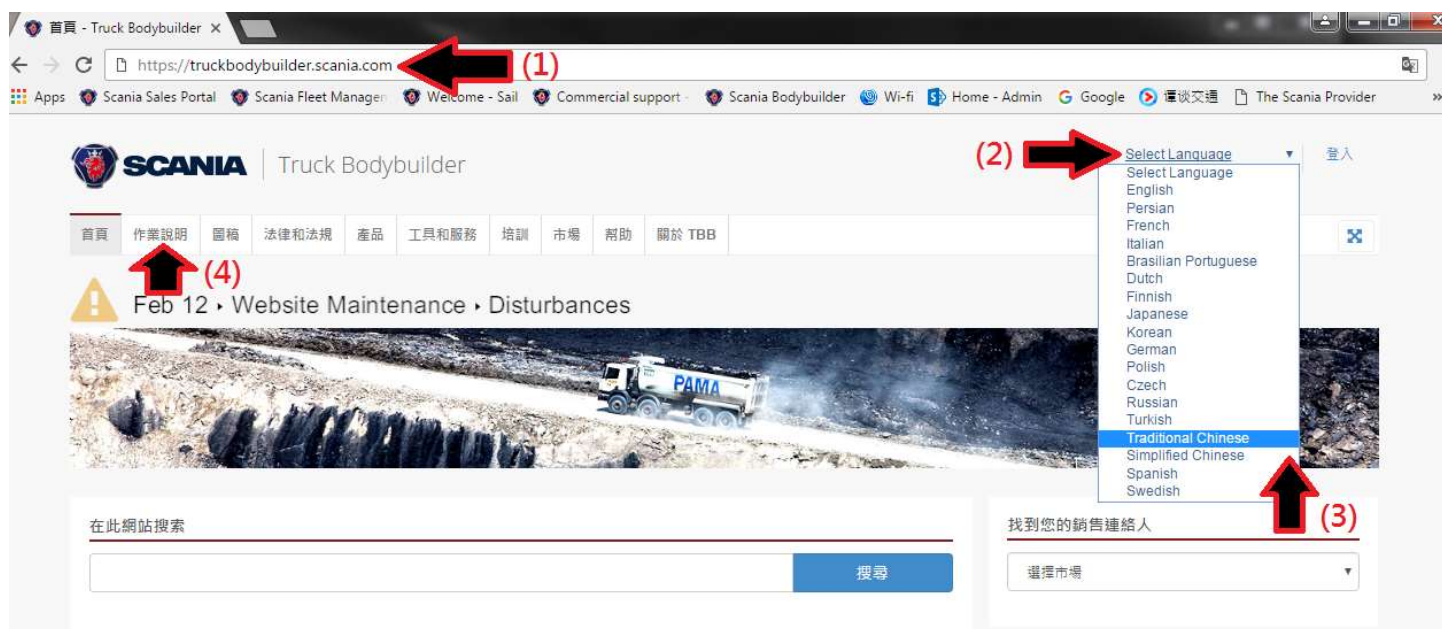 首頁 - Truck Bodybuilder
https://truckbodybuilder.scania.com
(1)
Apps Scania Sales Portal Scania Fleet Managem Welcome - Sail Commercial support - Scania Bodybuilder Wi-fi Home - Admin Google 運谈交通 The Scania Provider
SCANIA Truck Bodybuilder
(2)
Select Language
登入
Select Language
English
Persian
French
Italian
Brasilian Portuguese
Dutch
Finnish
Japanese
Korean
German
Polish
Czech
Russian
Turkish
Traditional Chinese
Simplified Chinese
Spanish
Swedish
首頁 作業說明 圖稿 法律和法規 產品 工具和服務 培訓 市場 幫助 關於 TBB
(4)
Feb 12 › Website Maintenance › Disturbances
PAMA
(3)
在此網站搜索
搜尋
找到您的銷售連絡人
選擇市場